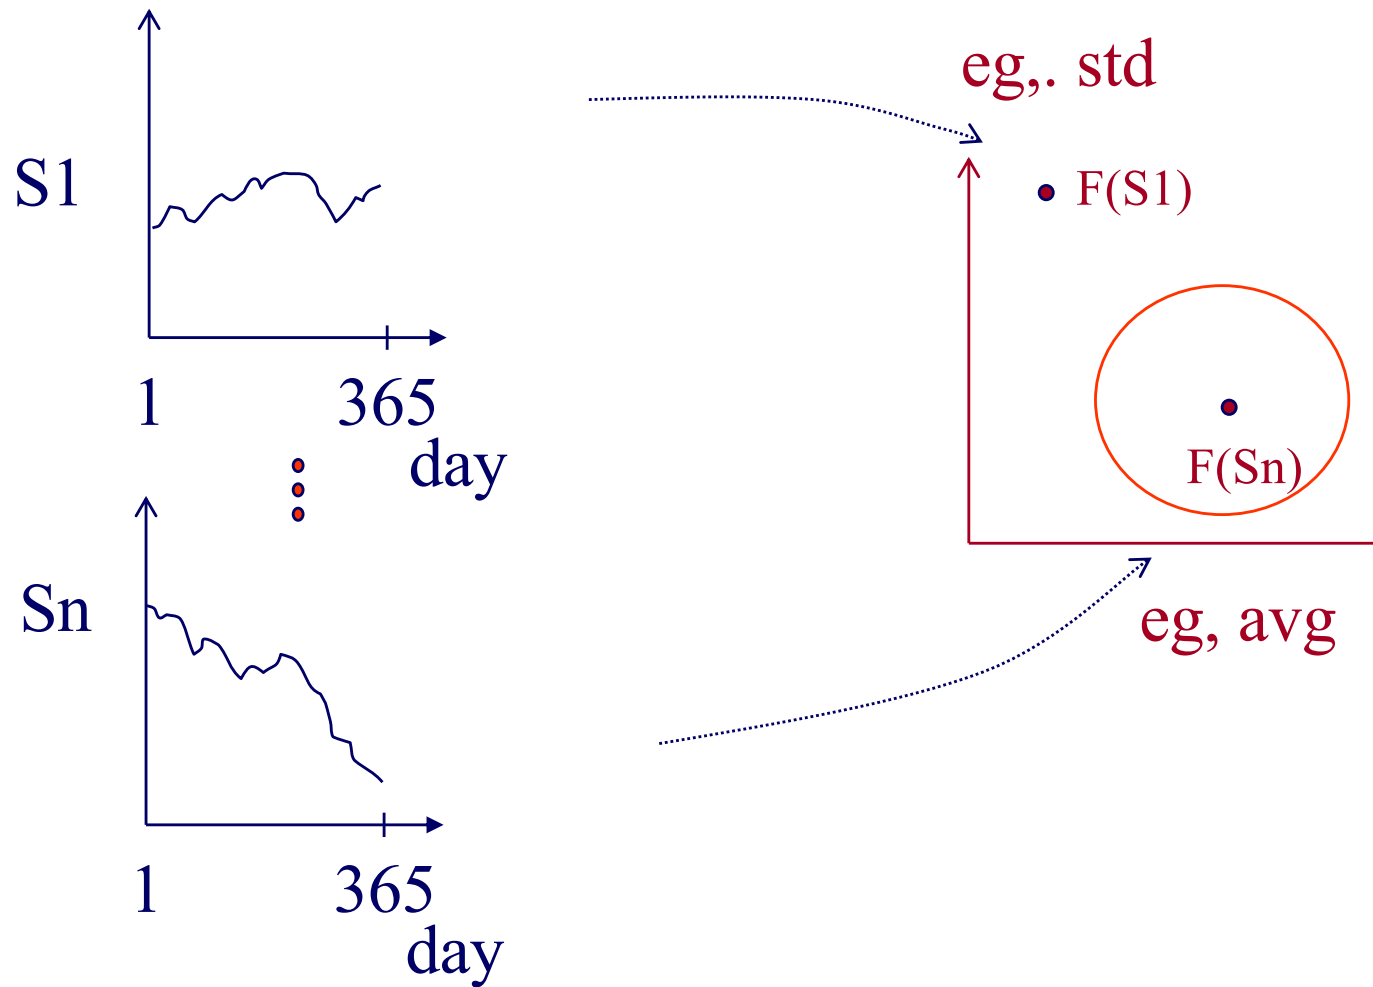 S1
1 365
day
Sn
1 365
day
eg,. std
F(S1)
F(Sn)
eg, avg